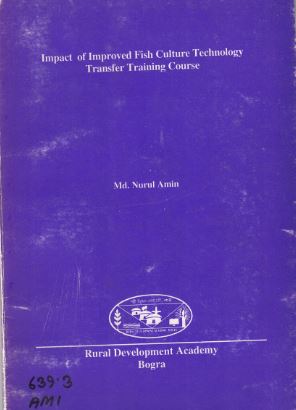 Impact of Improved Fish Culture Technology
Transfer Training Course
Md. Nurul Amin
Rural Development Academy
Bogra
639.3
AMI